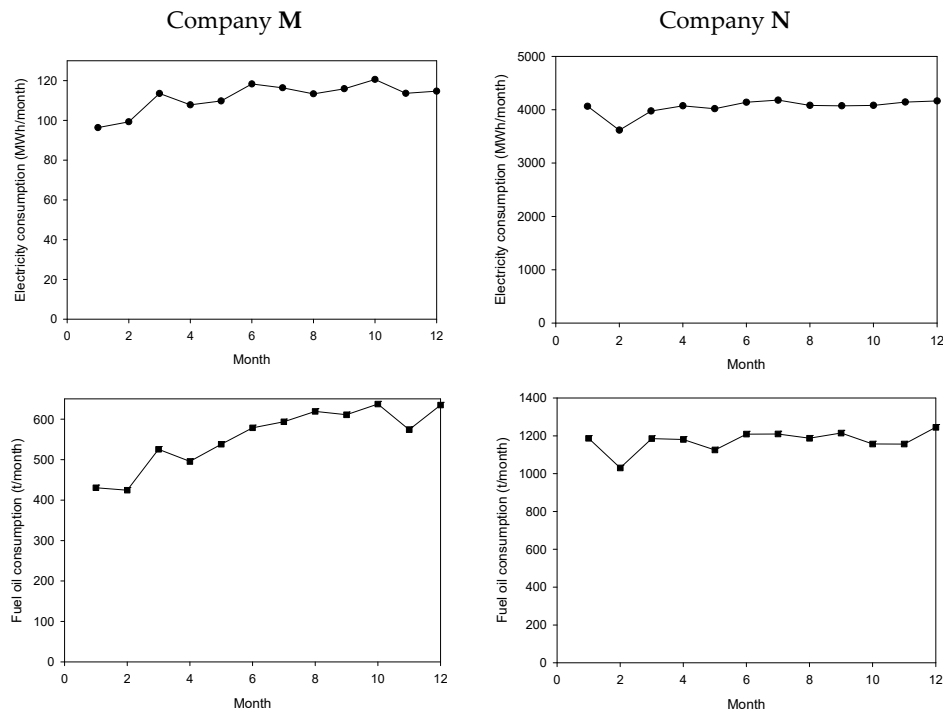 Company M
Electricity consumption (MWh/month)
120
100
80
60
40
20
0
0 2 4 6 8 10 12
Month
Company N
Electricity consumption (MWh/month)
5000
4000
3000
2000
1000
0
0 2 4 6 8 10 12
Month
Fuel oil consumption (t/month)
600
500
400
300
200
100
0
0 2 4 6 8 10 12
Month
Fuel oil consumption (t/month)
1400
1200
1000
800
600
400
200
0
0 2 4 6 8 10 12
Month